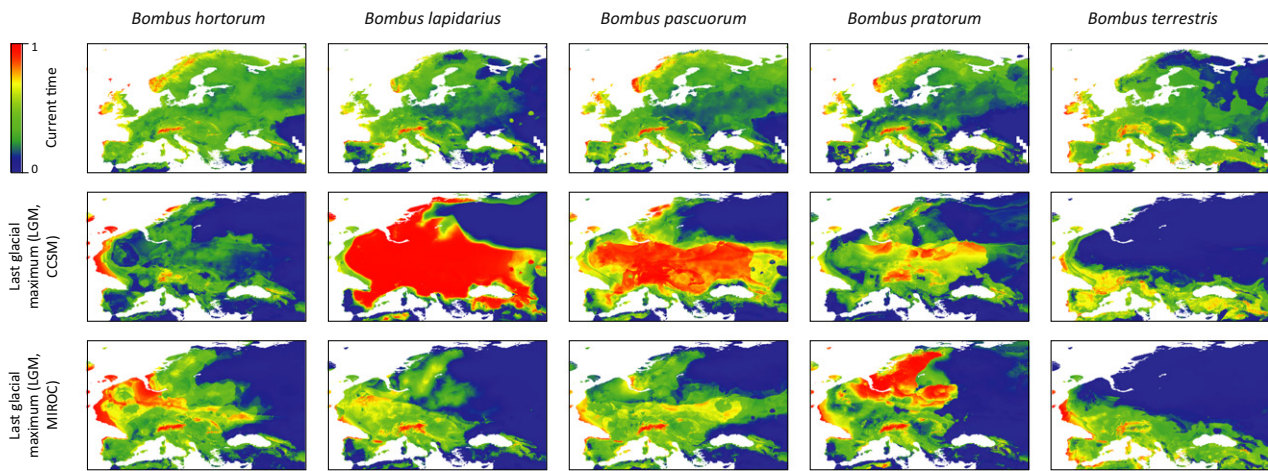 Bombus hortorum
Bombus lapidarius
Bombus pascuorum
Bombus pratorum
Bombus terrestris
1
0
Current time
Last glacial
maximum (LGM,
CCSM)
Last glacial
maximum (LGM,
MIROC)